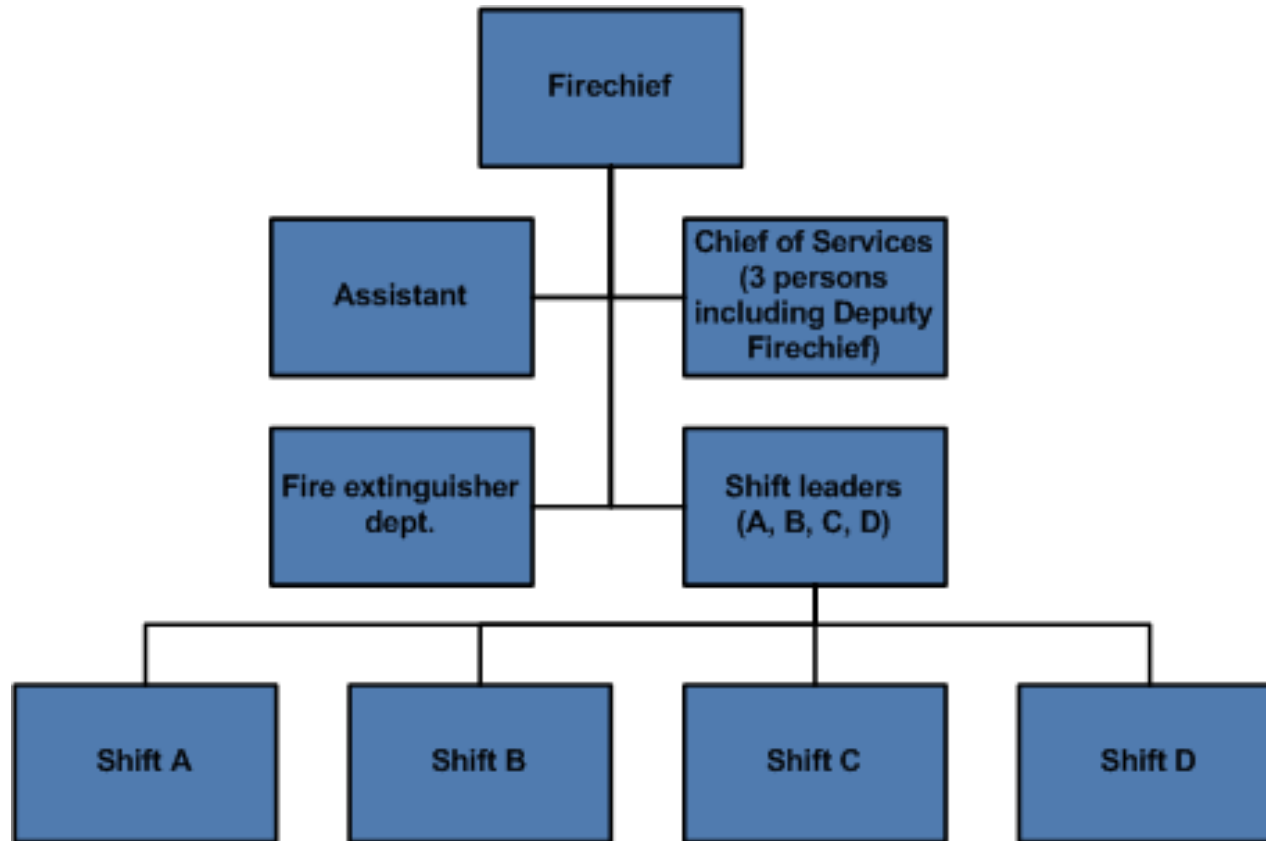 Firechief
Assistant
Chief of Services
(3 persons
including Deputy
Firechief)
Fire extinguisher
dept.
Shift leaders
(A, B, C, D)
Shift A
Shift B
Shift C
Shift D